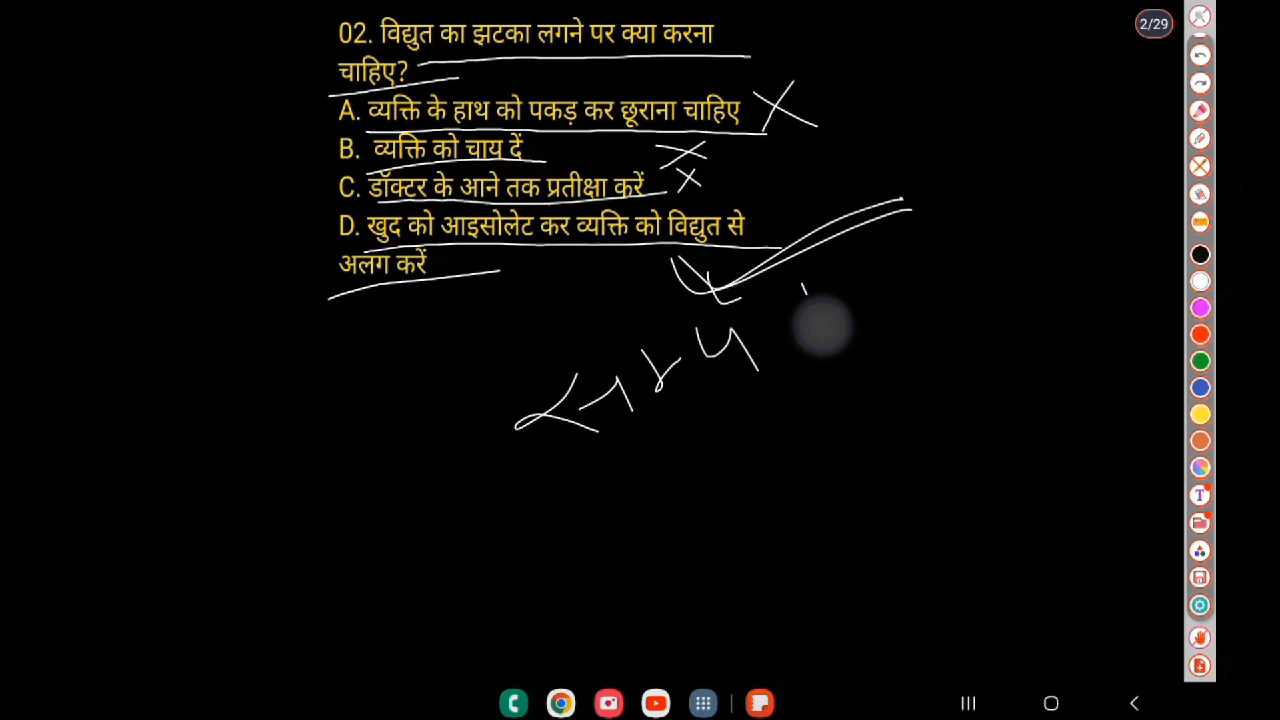 2/29
02. विद्युत का झटका लगने पर क्या करना
चाहिए?
A. व्यक्ति के हाथ को पकड़ कर छूराना चाहिए
B. व्यक्ति को चाय दें
C. डॉक्टर के आने तक प्रतीक्षा करें
D. खुद को आइसोलेट कर व्यक्ति को विद्युत से
अलग करें